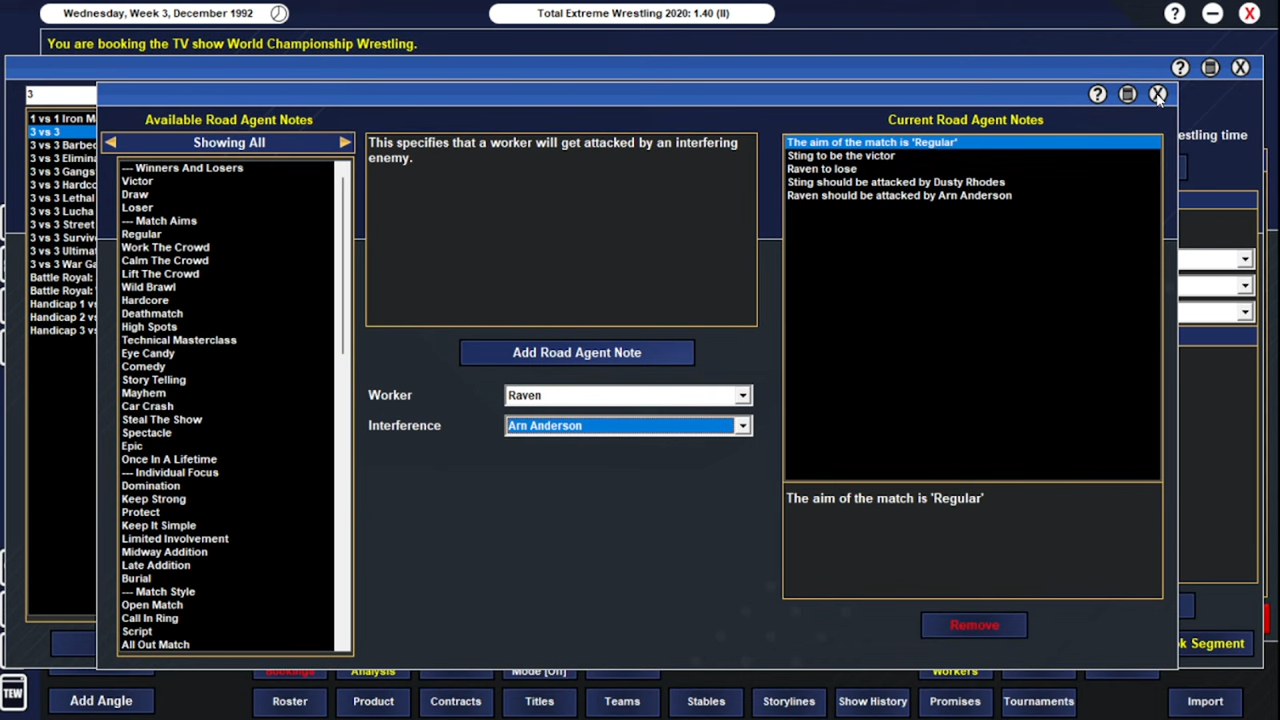 Wednesday, Week 3, December 1992
Total Extreme Wrestling 2020: 1.40 (II)
? X
You are booking the TV show World Championship Wrestling.
? X
3
? X
1 vs 1 Iron M
3 vs 3
3 vs 3 Barbe
3 vs 3 Elimina
3 vs 3 Gangs
3 vs 3 Hardco
3 vs 3 Lethal
3 vs 3 Lucha
3 vs 3 Street
3 vs 3 Surviv
3 vs 3 Ultima
3 vs 3 War Ga
Battle Royal:
Battle Royal:
Handicap 1 v
Handicap 2 v
Handicap 3 v
Available Road Agent Notes
Showing All
--- Winners And Losers
Victor
Draw
Loser
--- Match Aims
Regular
Work The Crowd
Calm The Crowd
Lift The Crowd
Wild Brawl
Hardcore
Deathmatch
High Spots
Technical Masterclass
Eye Candy
Comedy
Story Telling
Mayhem
Car Crash
Steal The Show
Spectacle
Epic
Once In A Lifetime
--- Individual Focus
Domination
Keep Strong
Protect
Keep It Simple
Limited Involvement
Midway Addition
Late Addition
Burial
--- Match Style
Open Match
Call In Ring
Script
All Out Match
This specifies that a worker will get attacked by an interfering
enemy.
Add Road Agent Note
Worker Raven
Interference Arn Anderson
Current Road Agent Notes
The aim of the match is 'Regular'
Sting to be the victor
Raven to lose
Sting should be attacked by Dusty Rhodes
Raven should be attacked by Arn Anderson
The aim of the match is 'Regular'
Remove
estling time
k Segment
Bookings Analysis Mode [Off] Workers
TEW
Add Angle Roster Product Contracts Titles Teams Stables Storylines Show History Promises Tournaments Import